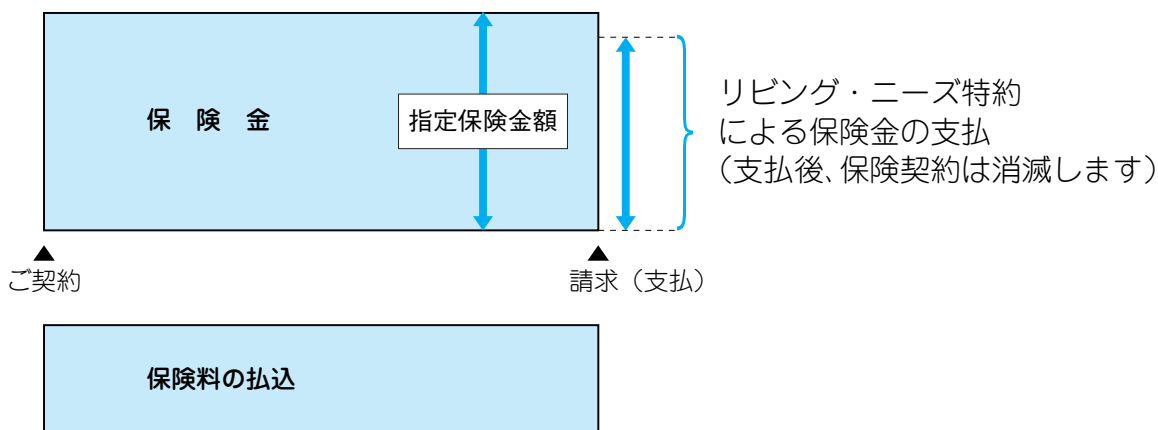 保　険　金
指定保険金額
リビング・ニーズ特約
による保険金の支払
（支払後、保険契約は消滅します）
ご契約
請求（支払）
保険料の払込